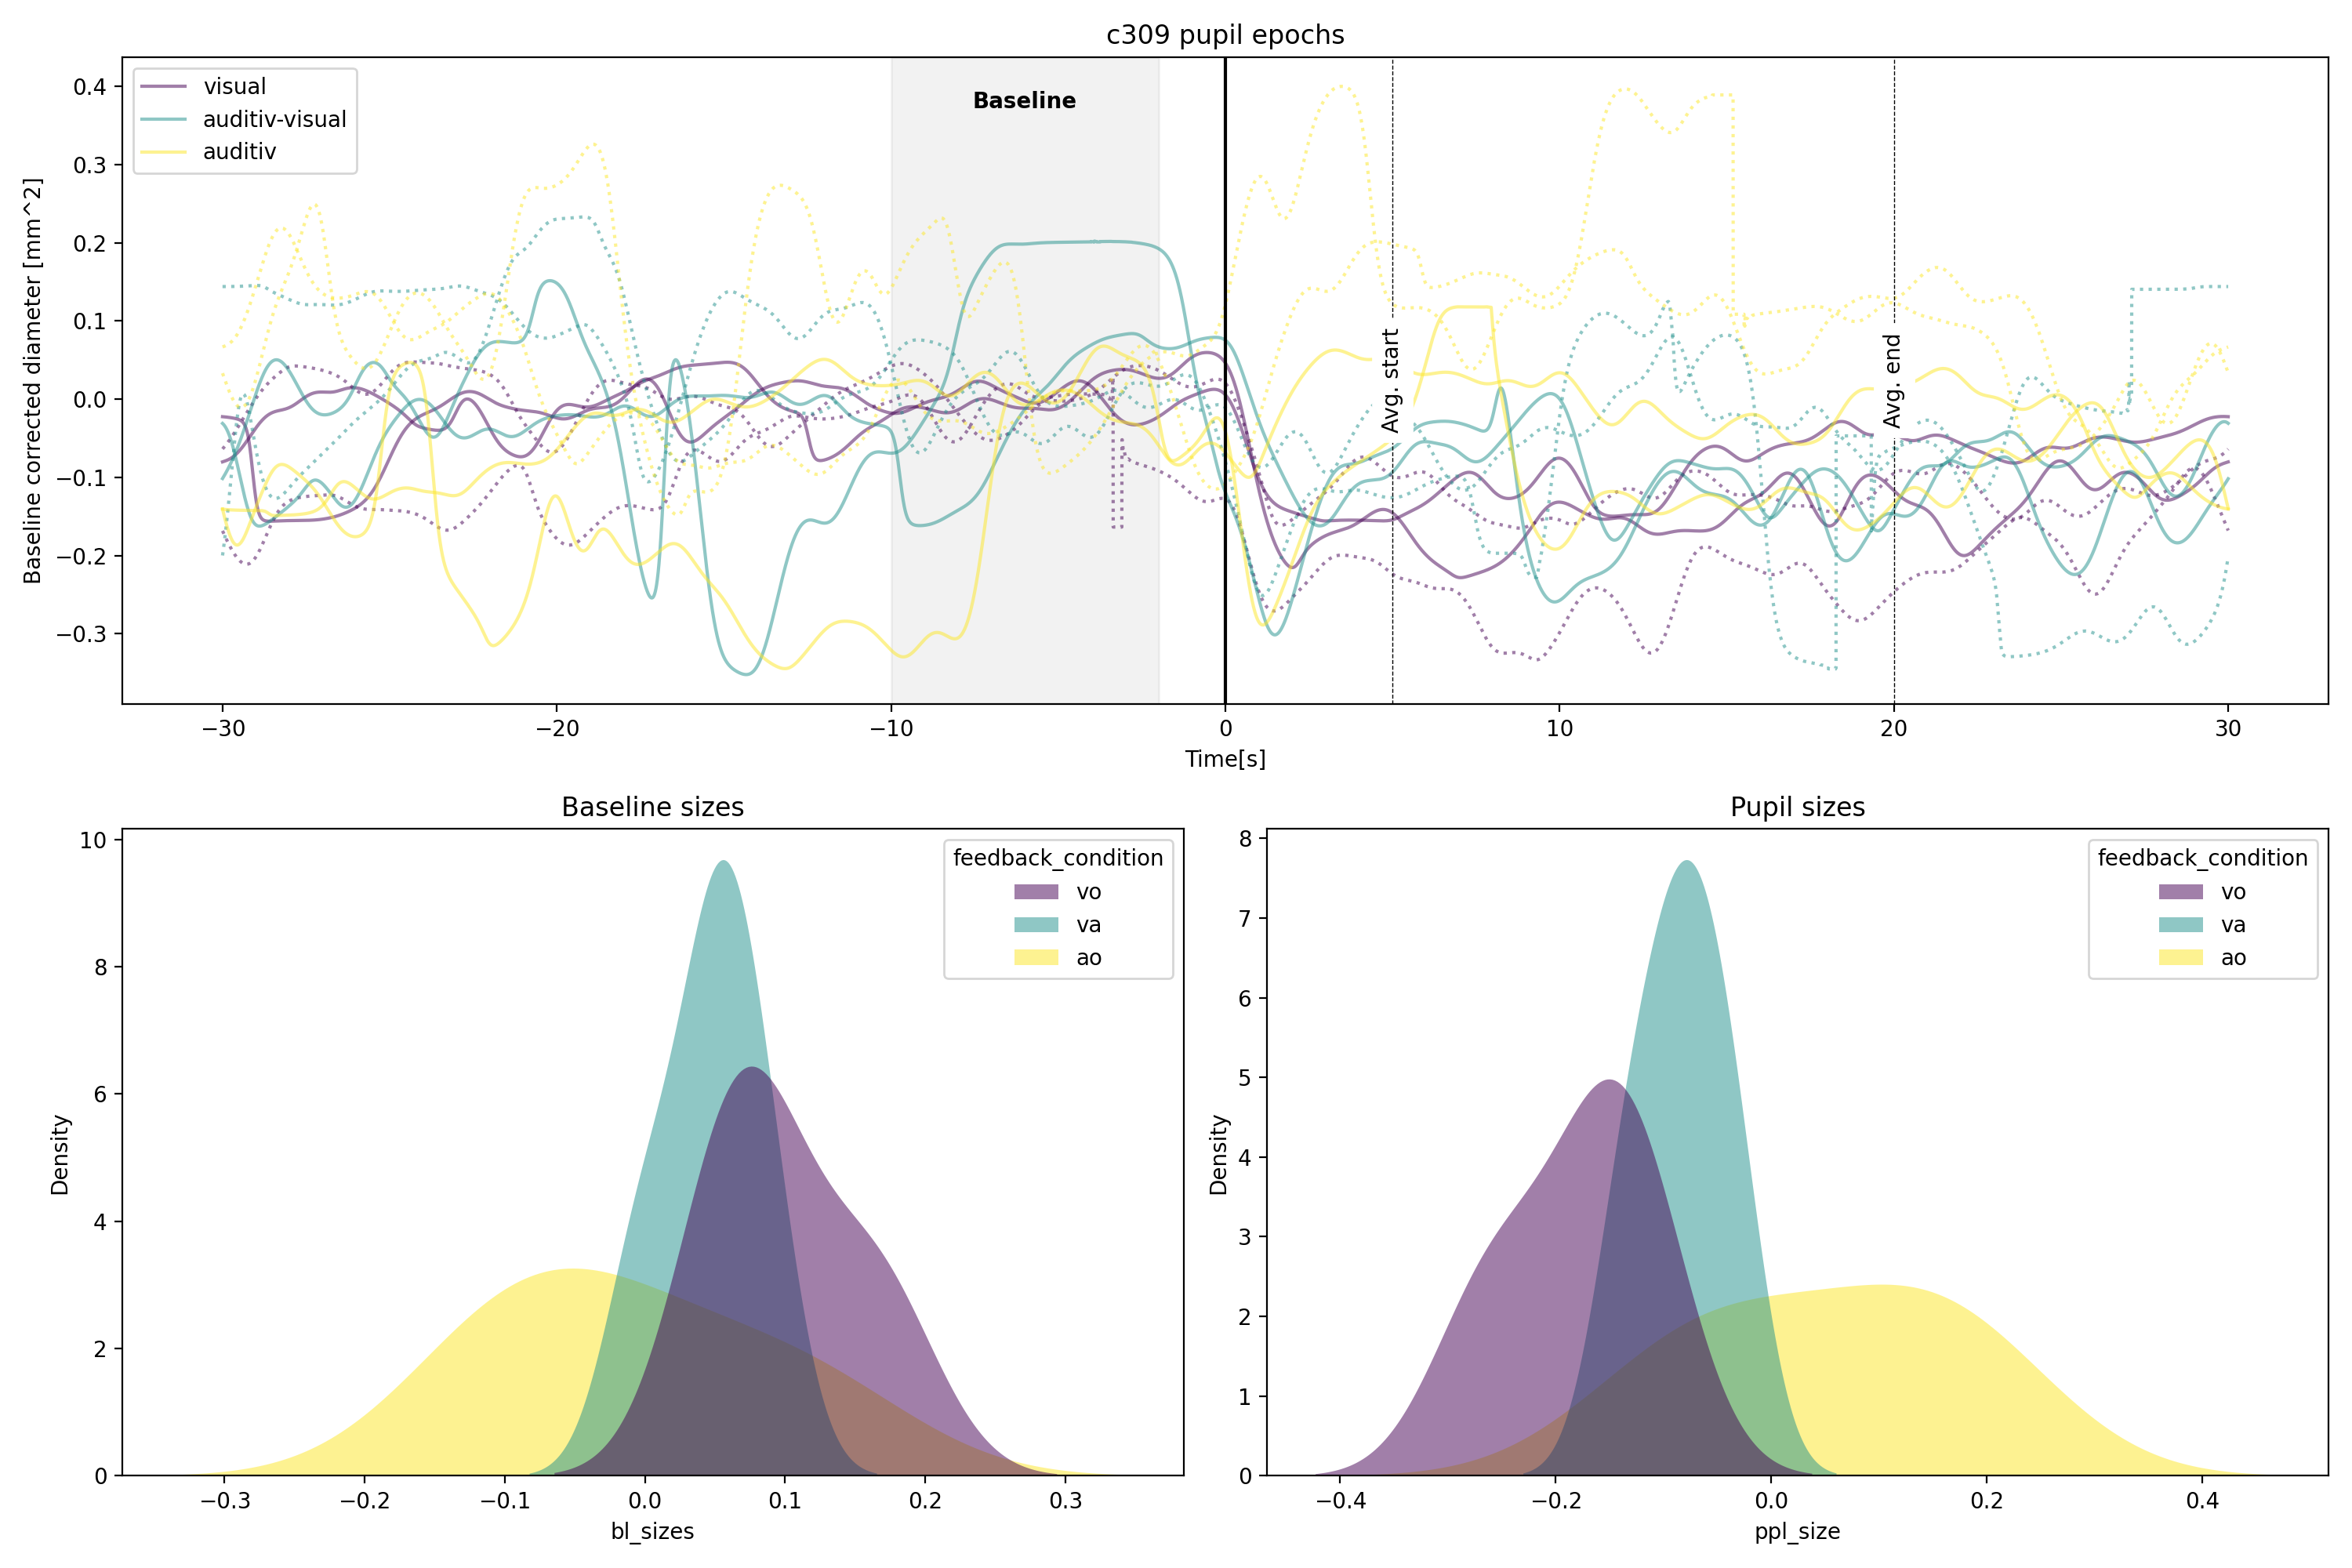 c309 pupil epochs
visual
auditiv-visual
auditiv
Baseline
Avg. start
Avg. end
Baseline corrected diameter [mm^2]
0.4
0.3
0.2
0.1
0.0
−0.1
−0.2
−0.3
−30
−20
−10
0
10
20
30
Time[s]
Baseline sizes
feedback_condition
vo
va
ao
Density
10
8
6
4
2
0
−0.3
−0.2
−0.1
0.0
0.1
0.2
0.3
bl_sizes
Pupil sizes
feedback_condition
vo
va
ao
Density
8
7
6
5
4
3
2
1
0
−0.4
−0.2
0.0
0.2
0.4
ppl_size